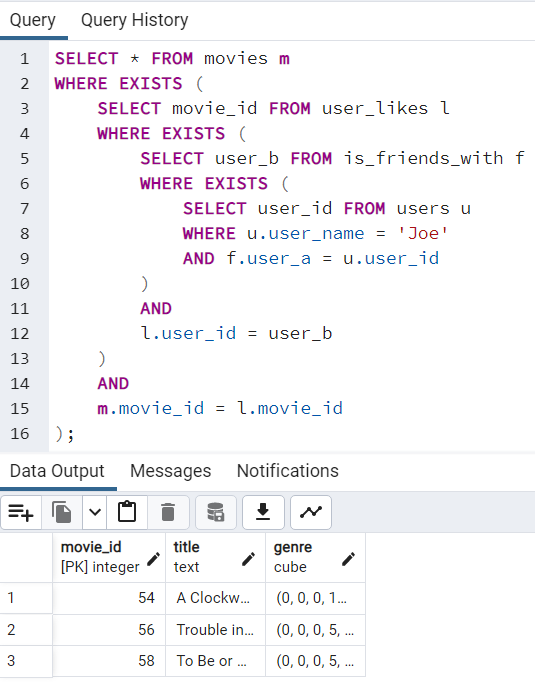 Query Query History
1 SELECT * FROM movies m
2 WHERE EXISTS (
3 SELECT movie_id FROM user_likes l
4 WHERE EXISTS (
5 SELECT user_b FROM is_friends_with f
6 WHERE EXISTS (
7 SELECT user_id FROM users u
8 WHERE u.user_name = 'Joe'
9 AND f.user_a = u.user_id
10 )
11 AND
12 l.user_id = user_b
13 )
14 AND
15 m.movie_id = l.movie_id
16 );
Data Output Messages Notifications
movie_id title genre
[PK] integer text cube
1 54 A Clockw... (0, 0, 0, 1...
2 56 Trouble in... (0, 0, 0, 5, ...
3 58 To Be or ... (0, 0, 0, 5, ...